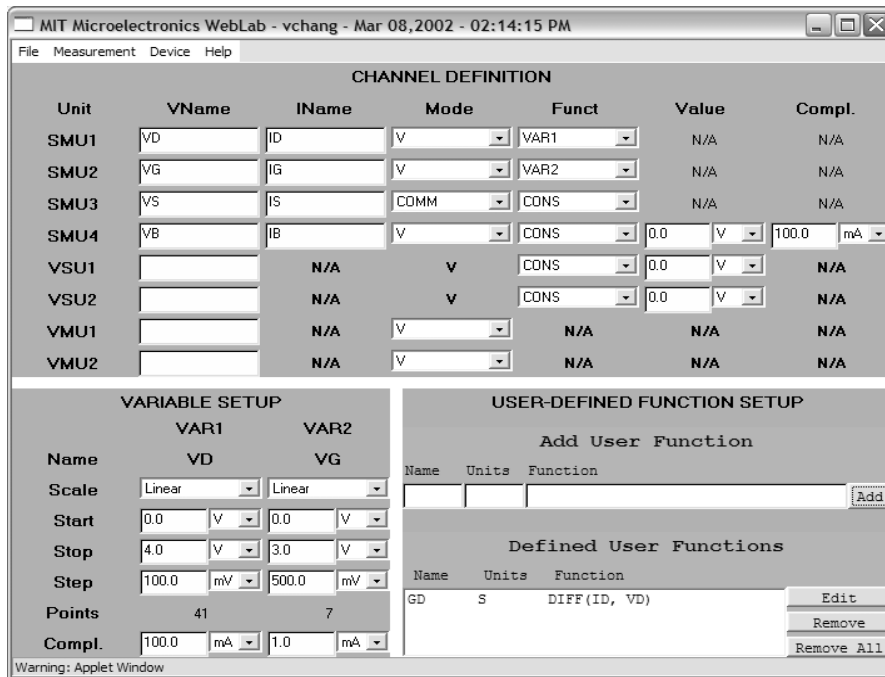 MIT Microelectronics WebLab - vchang - Mar 08,2002 - 02:14:15 PM
File Measurement Device Help
CHANNEL DEFINITION
Unit VName IName Mode Funct Value Compl.
SMU1 VD ID V VAR1 N/A N/A
SMU2 VG IG V VAR2 N/A N/A
SMU3 VS IS COMM CONS N/A N/A
SMU4 VB IB V CONS 0.0 V 100.0 mA
VSU1 N/A V CONS 0.0 V N/A
VSU2 N/A V CONS 0.0 V N/A
VMU1 N/A V N/A N/A N/A
VMU2 N/A V N/A N/A N/A
VARIABLE SETUP
VAR1 VAR2
Name VD VG
Scale Linear Linear
Start 0.0 V 0.0 V
Stop 4.0 V 3.0 V
Step 100.0 mV 500.0 mV
Points 41 7
Compl. 100.0 mA 1.0 mA
USER-DEFINED FUNCTION SETUP
Add User Function
Name Units Function
Add
Defined User Functions
Name Units Function
GD S DIFF(ID, VD)
Edit
Remove
Remove All
Warning: Applet Window